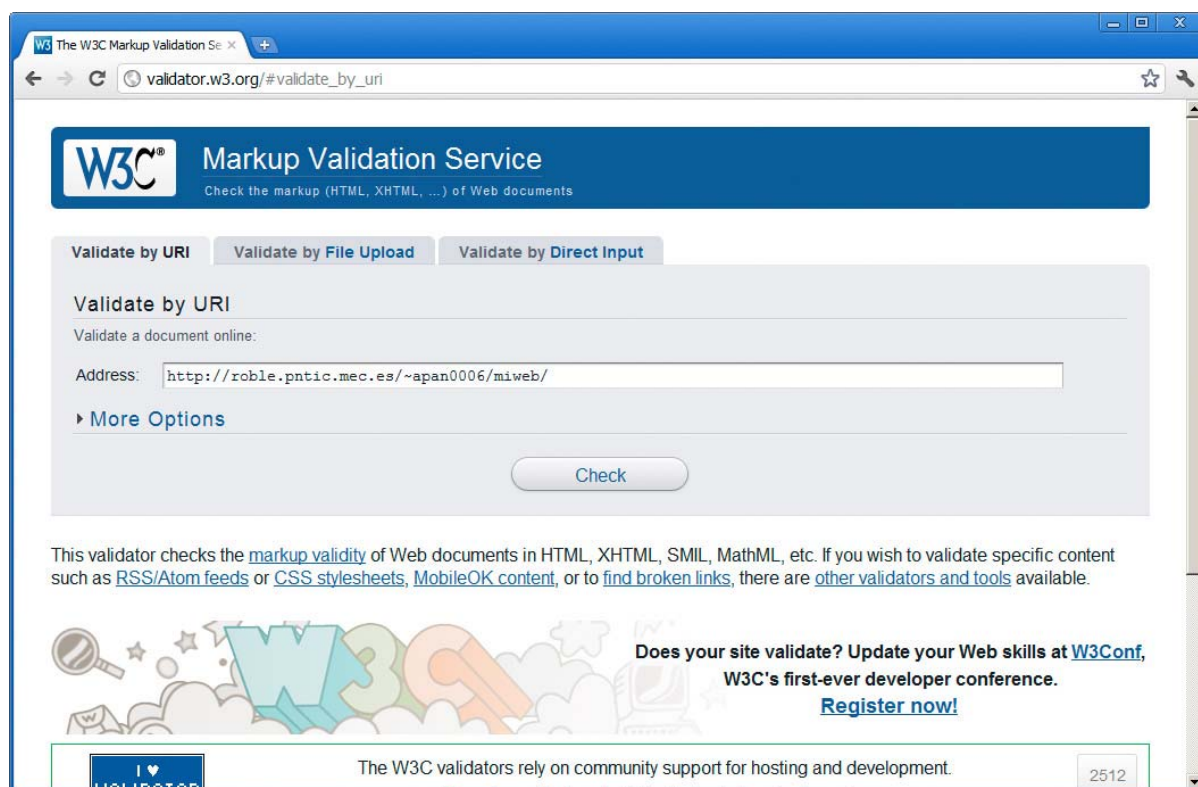 The W3C Markup Validation Se
validator.w3.org/#validate_by_uri
W3C®
Markup Validation Service
Check the markup (HTML, XHTML, ...) of Web documents
Validate by URI Validate by File Upload Validate by Direct Input
Validate by URI
Validate a document online:
Address: http://roble.pntic.mec.es/~apan0006/miweb/
More Options
Check
This validator checks the markup validity of Web documents in HTML, XHTML, SMIL, MathML, etc. If you wish to validate specific content
such as RSS/Atom feeds or CSS stylesheets, MobileOK content, or to find broken links, there are other validators and tools available.
W3C
Does your site validate? Update your Web skills at W3Conf,
W3C's first-ever developer conference.
Register now!
I ♥
VALIDATOR
The W3C validators rely on community support for hosting and development.
2512